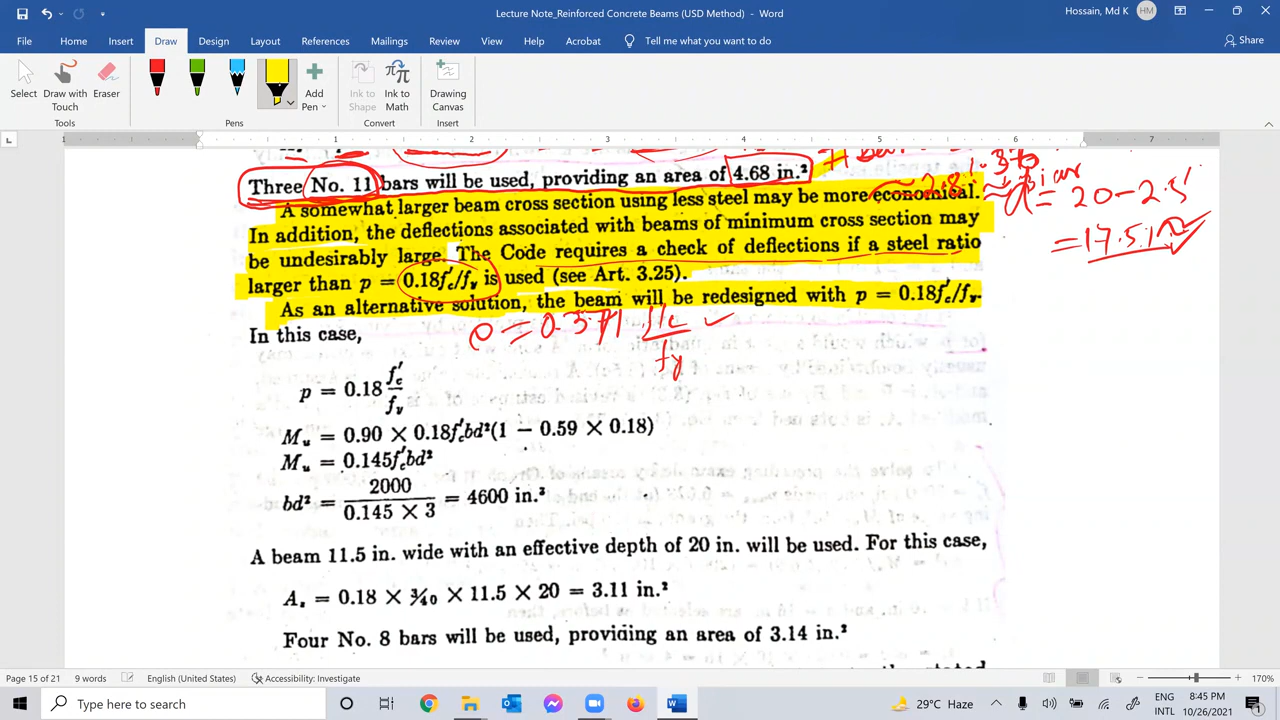 Lecture Note_Reinforced Concrete Beams (USD Method) - Word
Hossain, Md K
HM
File Home Insert Draw Design Layout References Mailings Review View Help Acrobat Tell me what you want to do
Share
Select
Draw with Touch
Eraser
Add Pen
Ink to Shape
Ink to Math
Drawing Canvas
Tools
Pens
Convert
Insert
1 1 2 3 4 5 6 7
Three No. 11 bars will be used, providing an area of 4.68 in.²
A somewhat larger beam cross section using less steel may be more economical.
In addition, the deflections associated with beams of minimum cross section may
be undesirably large. The Code requires a check of deflections if a steel ratio
larger than p = 0.18f'c/fy is used (see Art. 3.25).
As an alternative solution, the beam will be redesigned with p = 0.18f'c/fy.
d = 20 - 2.5
= 17.5
In this case,
p = 0.18 f'c/fy
Mu = 0.90 × 0.18f'cbd²(1 − 0.59 × 0.18)
Mu = 0.145f'cbd²
bd² = 2000 / 0.145 × 3 = 4600 in.³
A beam 11.5 in. wide with an effective depth of 20 in. will be used. For this case,
As = 0.18 × 3/40 × 11.5 × 20 = 3.11 in.²
Four No. 8 bars will be used, providing an area of 3.14 in.²
Page 15 of 21 9 words English (United States) Accessibility: Investigate
170%
Type here to search
29°C Haze
ENG
INTL
8:45 PM
10/26/2021